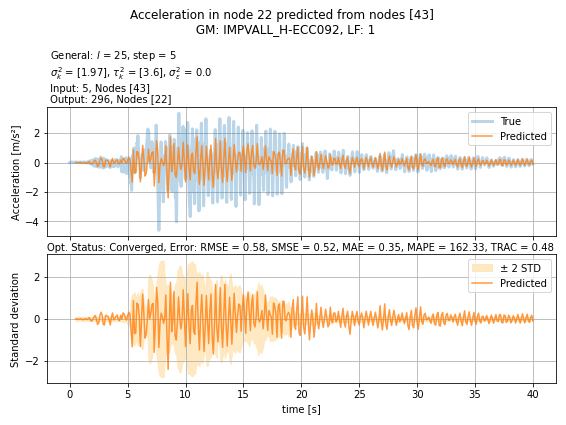 Acceleration in node 22 predicted from nodes [43]
GM: IMPVALL_H-ECC092, LF: 1
General: l = 25, step = 5
σ²ₖ = [1.97], τ²ₖ = [3.6], σ²ε = 0.0
Input: 5, Nodes [43]
Output: 296, Nodes [22]
Acceleration [m/s²]
2
0
−2
−4
True
Predicted
Opt. Status: Converged, Error: RMSE = 0.58, SMSE = 0.52, MAE = 0.35, MAPE = 162.33, TRAC = 0.48
Standard deviation
2
0
−2
± 2 STD
Predicted
0 5 10 15 20 25 30 35 40
time [s]